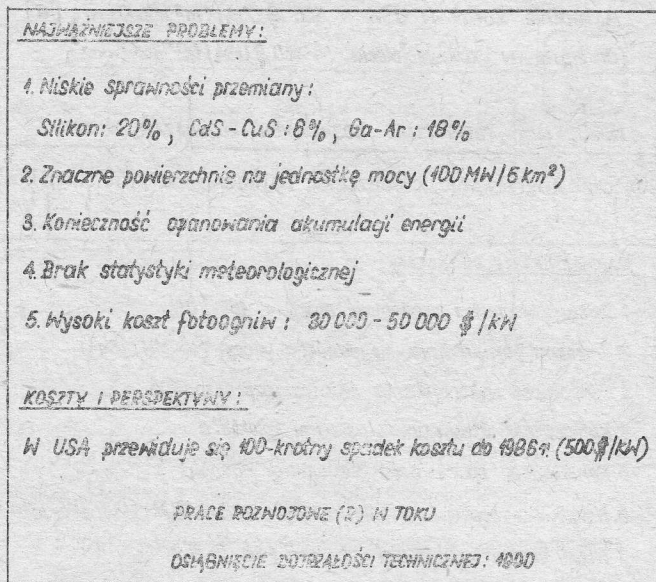 NAJWAŻNIEJSZE PROBLEMY:
1. Niskie sprawności przemiany:
Silikon: 20%, CdS-CuS: 8%, Ga-Ar: 18%
2. Znaczne powierzchnie na jednostkę mocy (100 MW/6 km²)
3. Konieczność opanowania akumulacji energii
4. Brak statystyki meteorologicznej
5. Wysoki koszt fotoogniw: 30 000 - 50 000 $/kW
KOSZTY I PERSPEKTYWY:
W USA przewiduje się 100-krotny spadek kosztu do 1986 r. (500 $/kW)
PRACE ROZWOJOWE (R) W TOKU
OSIĄGNIĘCIE DOJRZAŁOŚCI TECHNICZNEJ: 1990